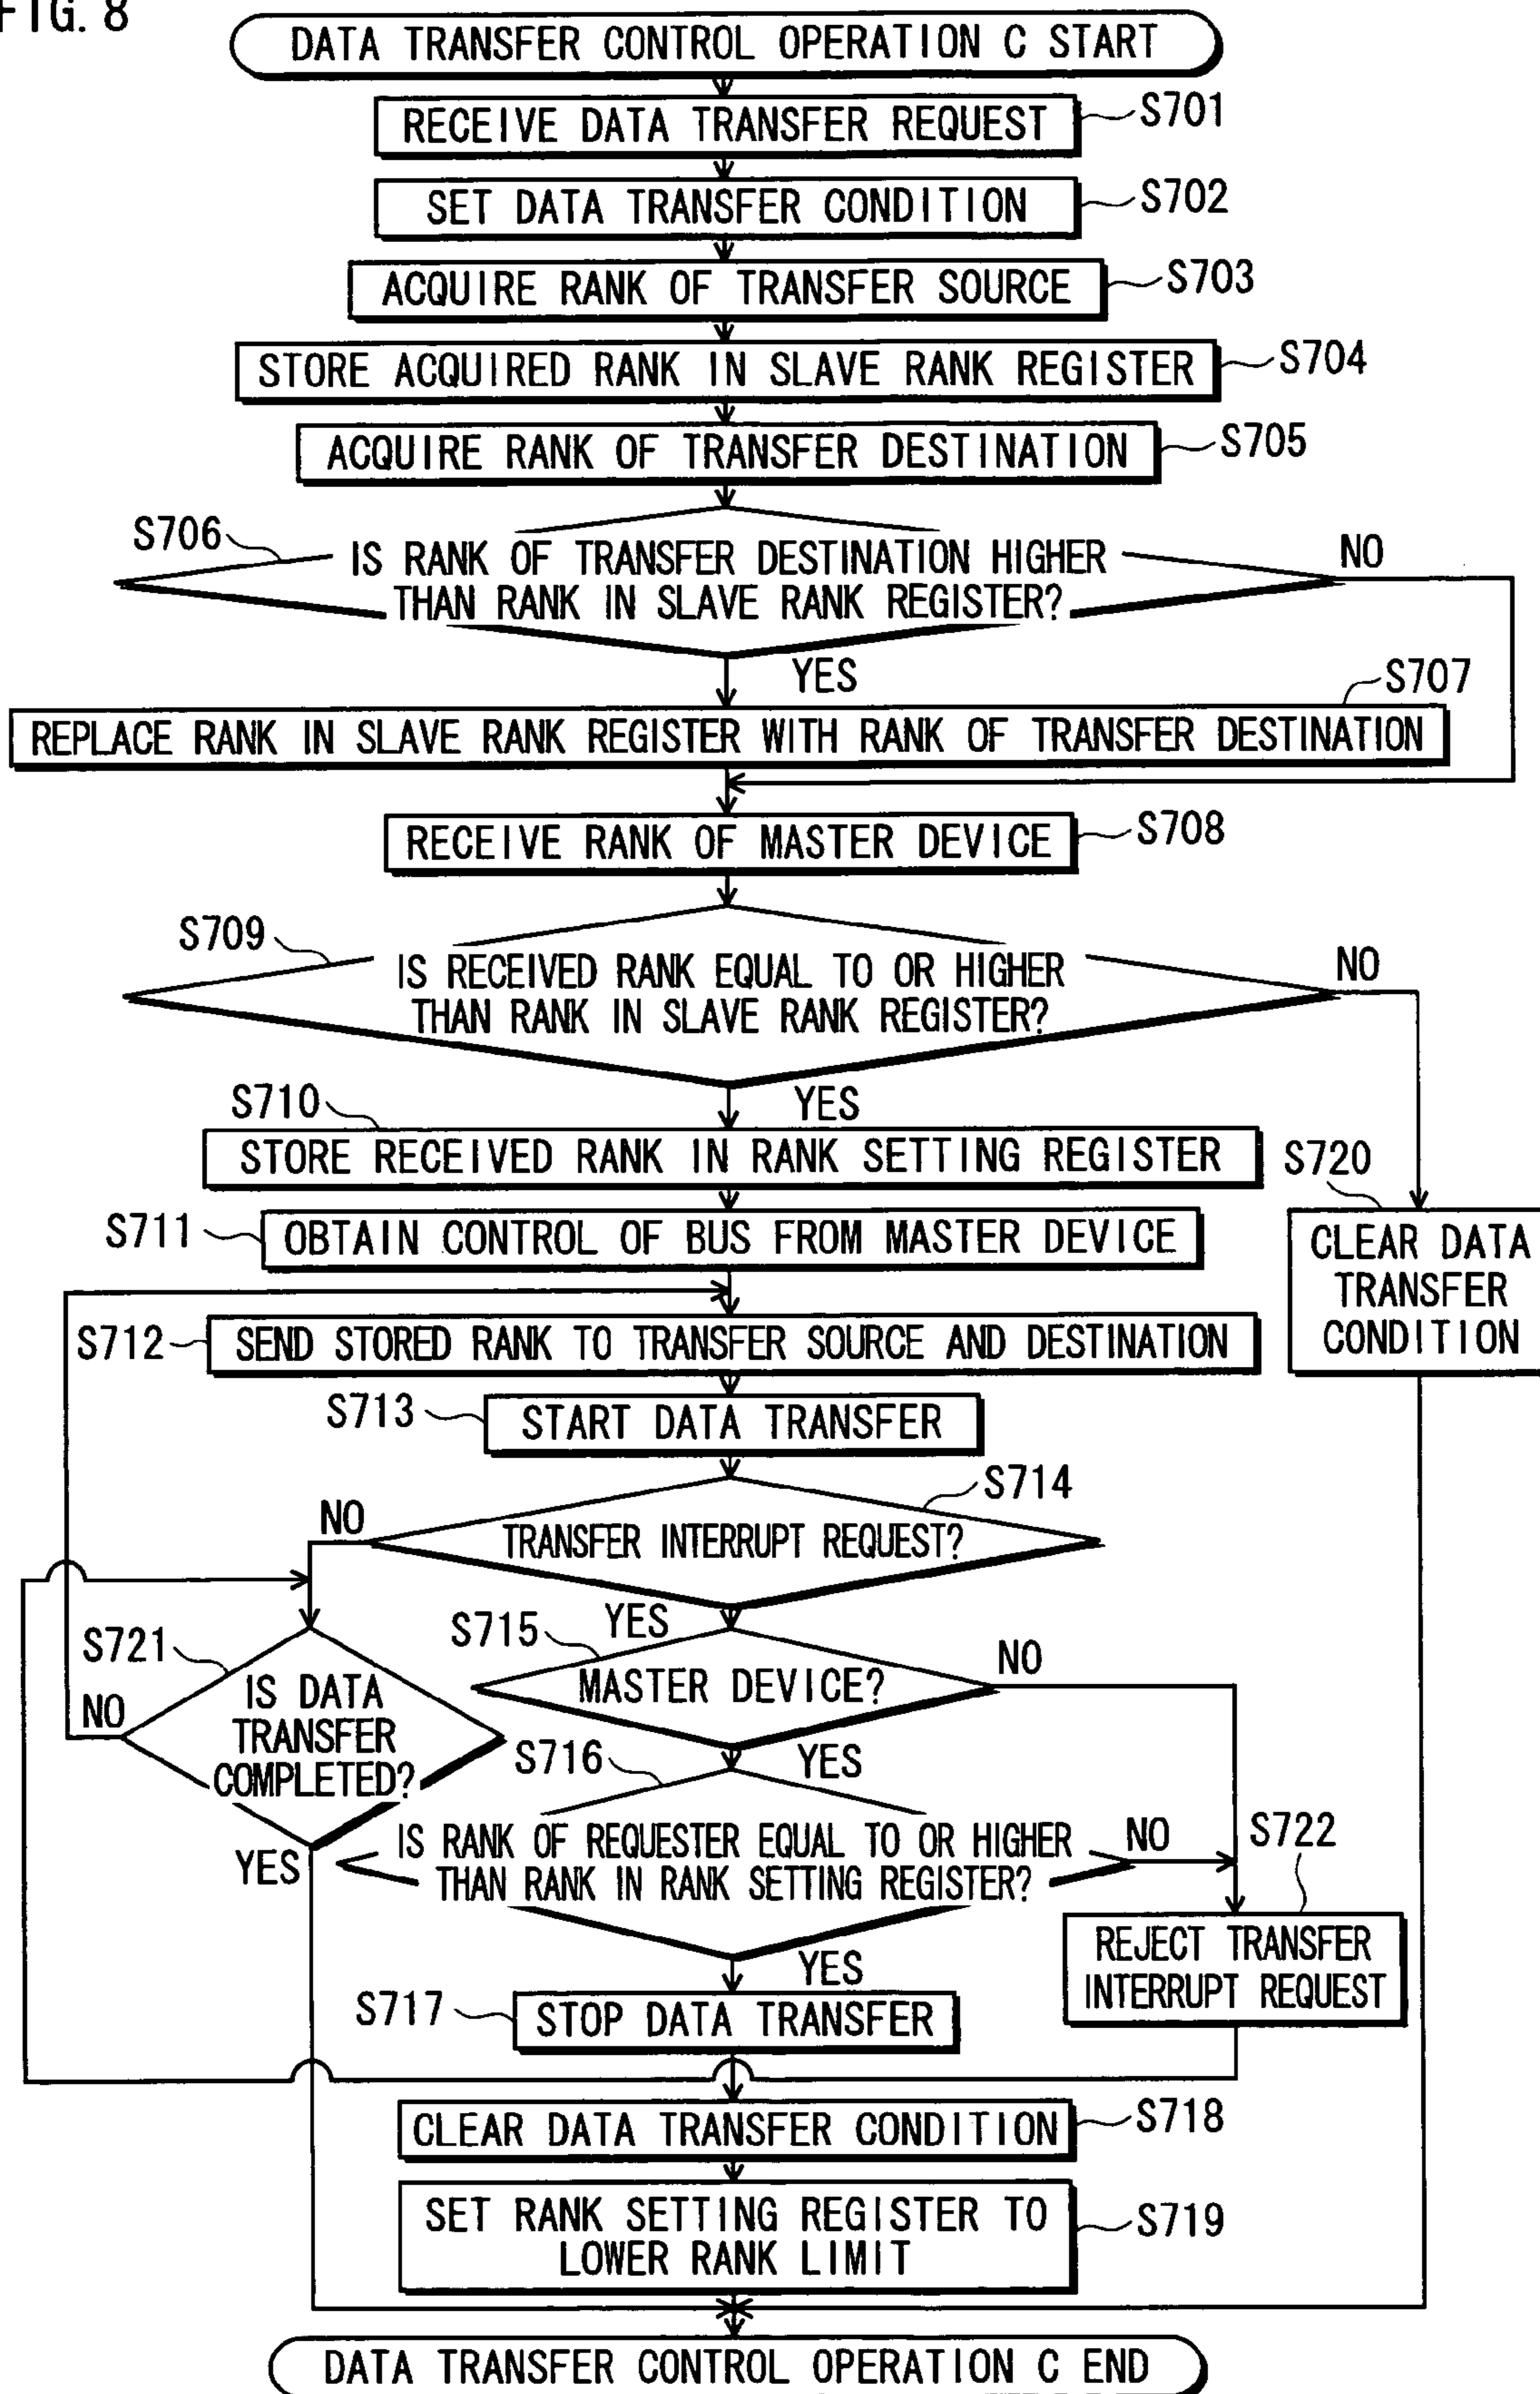 FIG. 8
DATA TRANSFER CONTROL OPERATION C START
RECEIVE DATA TRANSFER REQUEST
S701
SET DATA TRANSFER CONDITION
S702
ACQUIRE RANK OF TRANSFER SOURCE
S703
STORE ACQUIRED RANK IN SLAVE RANK REGISTER
S704
ACQUIRE RANK OF TRANSFER DESTINATION
S705
S706
IS RANK OF TRANSFER DESTINATION HIGHER
THAN RANK IN SLAVE RANK REGISTER?
NO
YES
S707
REPLACE RANK IN SLAVE RANK REGISTER WITH RANK OF TRANSFER DESTINATION
RECEIVE RANK OF MASTER DEVICE
S708
S709
IS RECEIVED RANK EQUAL TO OR HIGHER
THAN RANK IN SLAVE RANK REGISTER?
NO
YES
S710
STORE RECEIVED RANK IN RANK SETTING REGISTER
S720
CLEAR DATA
TRANSFER
CONDITION
S711
OBTAIN CONTROL OF BUS FROM MASTER DEVICE
S712
SEND STORED RANK TO TRANSFER SOURCE AND DESTINATION
S713
START DATA TRANSFER
S714
NO
TRANSFER INTERRUPT REQUEST?
YES
S715
MASTER DEVICE?
NO
S721
IS DATA
TRANSFER
COMPLETED?
NO
YES
S716
YES
IS RANK OF REQUESTER EQUAL TO OR HIGHER
THAN RANK IN RANK SETTING REGISTER?
NO
S722
REJECT TRANSFER
INTERRUPT REQUEST
YES
S717
STOP DATA TRANSFER
CLEAR DATA TRANSFER CONDITION
S718
SET RANK SETTING REGISTER TO
LOWER RANK LIMIT
S719
DATA TRANSFER CONTROL OPERATION C END